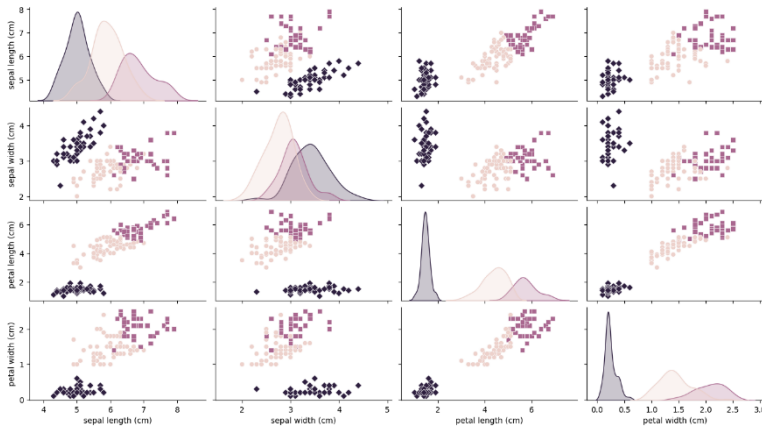 8
7
6
5
sepal length (cm)
4
3
2
sepal width (cm)
6
4
2
petal length (cm)
2
1
0
petal width (cm)
4 5 6 7 8
sepal length (cm)
2 3 4 5
sepal width (cm)
2 4 6
petal length (cm)
0.0 0.5 1.0 1.5 2.0 2.5 3.
petal width (cm)